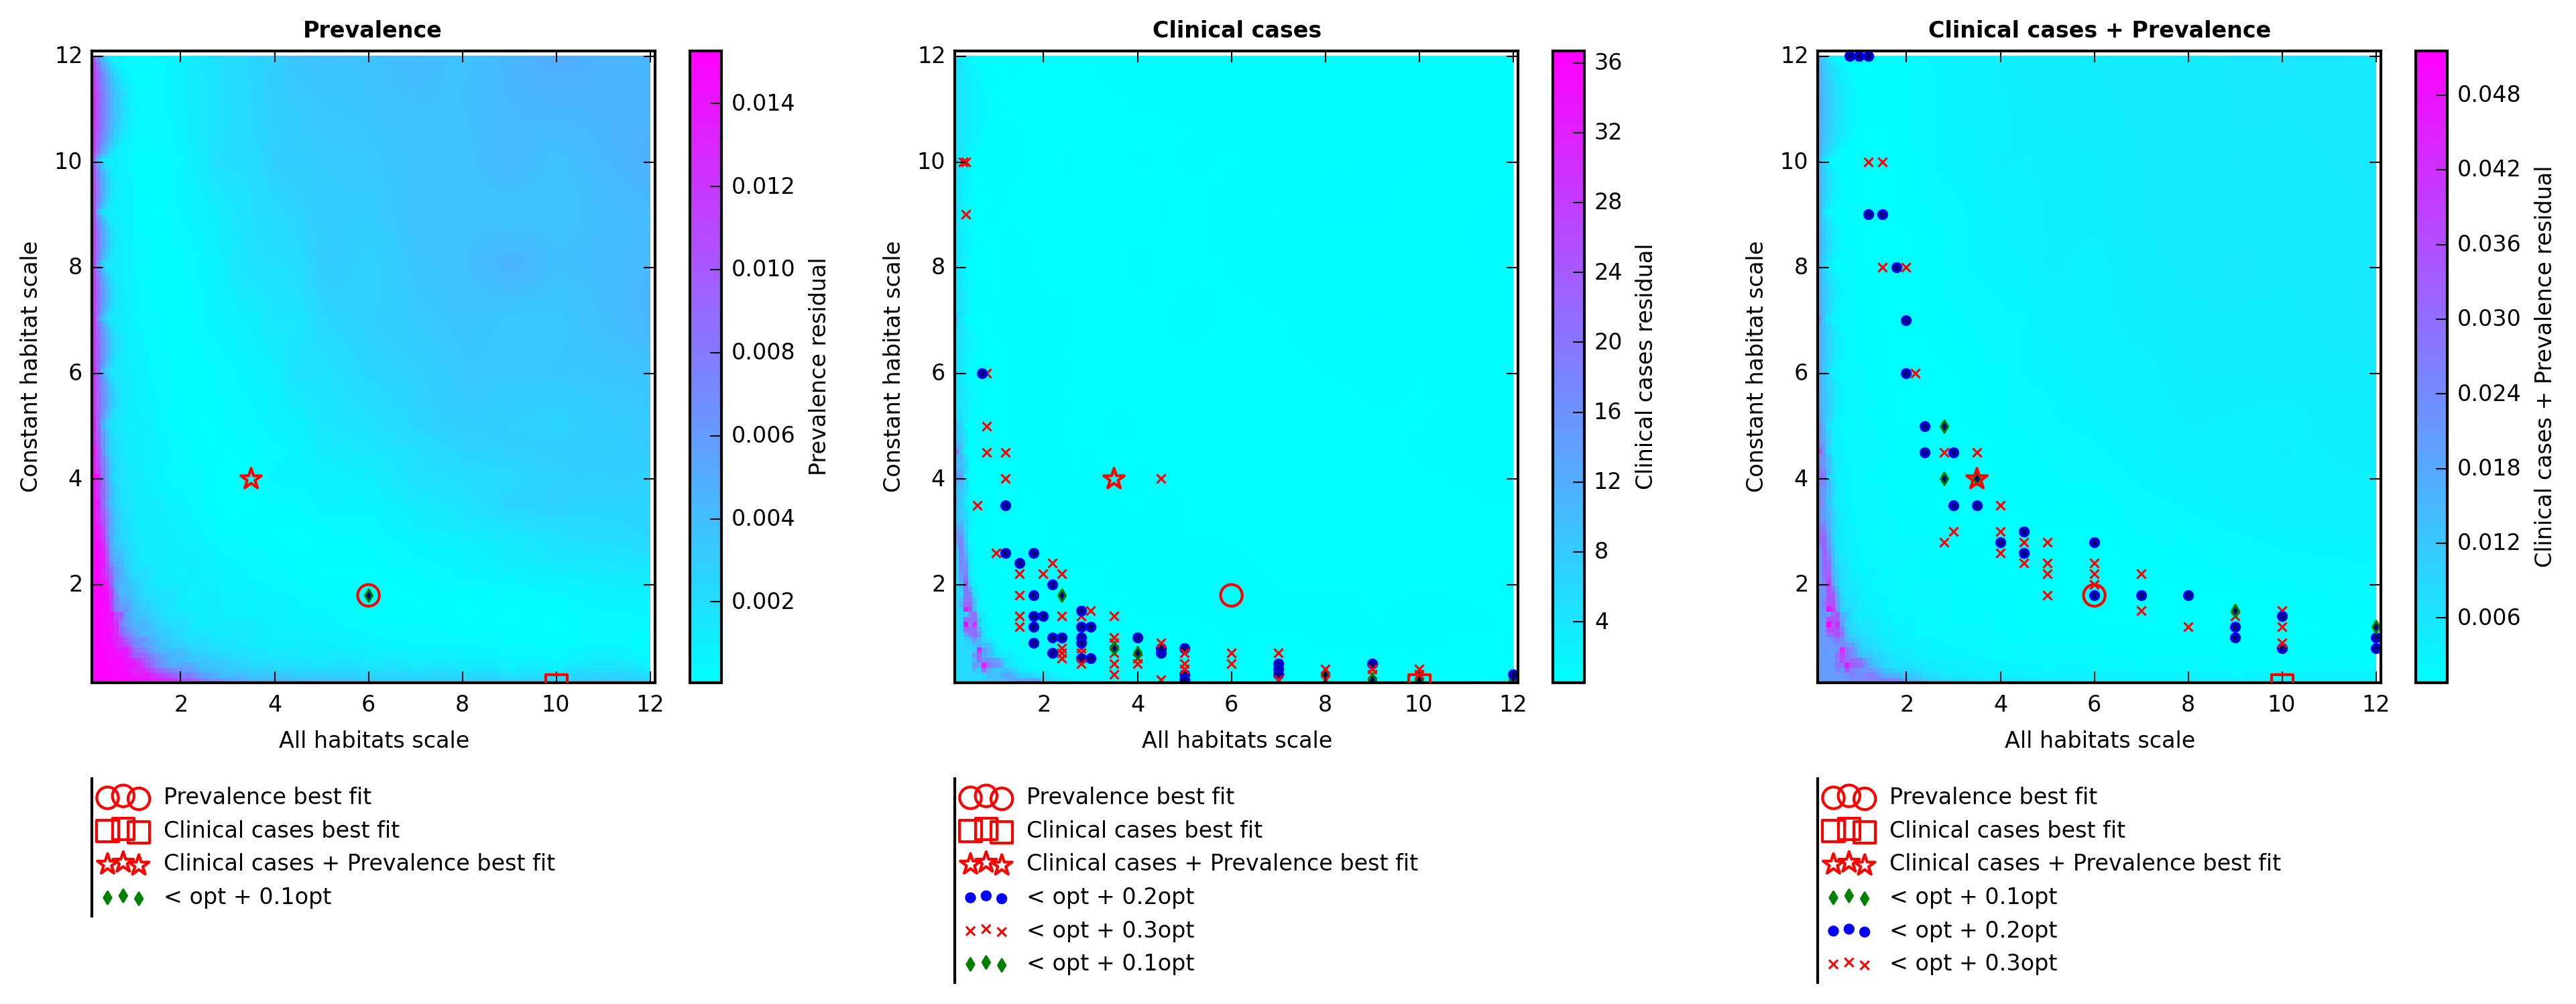 Prevalence
12
10
8
6
4
2
Constant habitat scale
2 4 6 8 10 12
All habitats scale
0.014
0.012
0.010
0.008
0.006
0.004
0.002
Prevalence residual
Prevalence best fit
Clinical cases best fit
Clinical cases + Prevalence best fit
< opt + 0.1opt
Clinical cases
12
10
8
6
4
2
Constant habitat scale
2 4 6 8 10 12
All habitats scale
36
32
28
24
20
16
12
8
4
Clinical cases residual
Prevalence best fit
Clinical cases best fit
Clinical cases + Prevalence best fit
< opt + 0.2opt
< opt + 0.3opt
< opt + 0.1opt
Clinical cases + Prevalence
12
10
8
6
4
2
Constant habitat scale
2 4 6 8 10 12
All habitats scale
0.048
0.042
0.036
0.030
0.024
0.018
0.012
0.006
Clinical cases + Prevalence residual
Prevalence best fit
Clinical cases best fit
Clinical cases + Prevalence best fit
< opt + 0.1opt
< opt + 0.2opt
< opt + 0.3opt